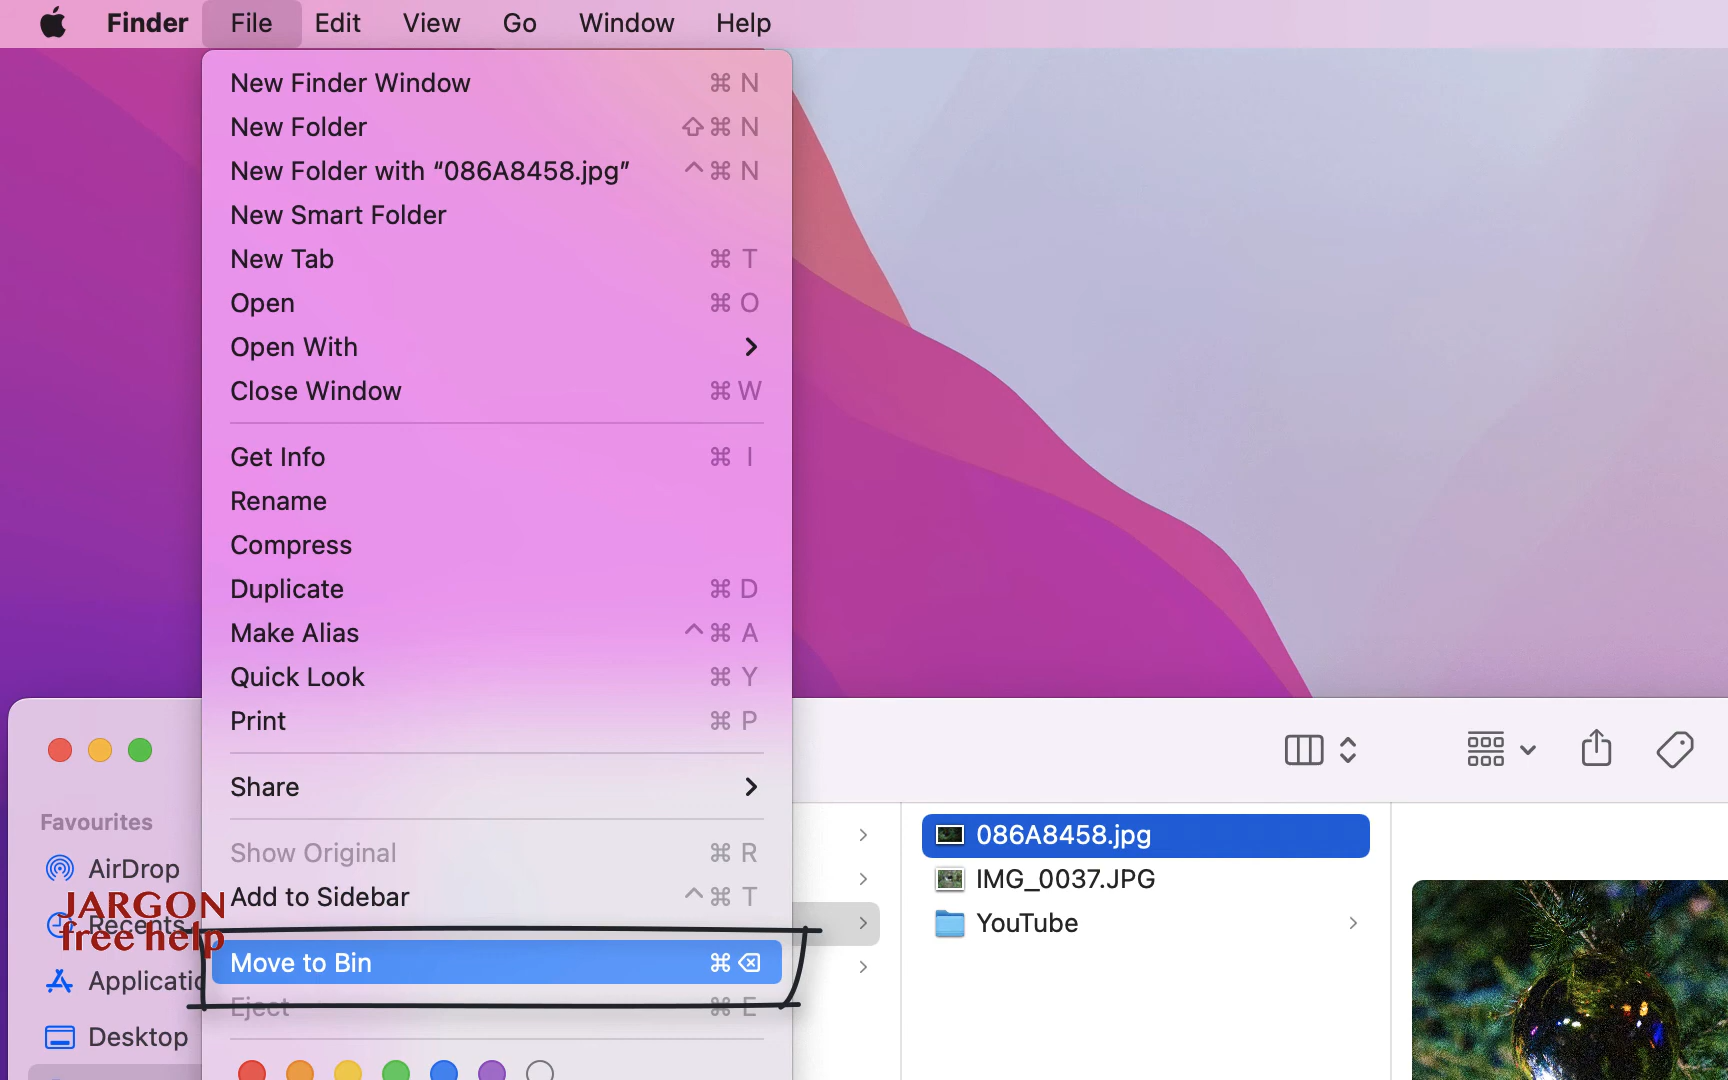 Finder File Edit View Go Window Help
New Finder Window ⌘ N
New Folder ⇧⌘ N
New Folder with “086A8458.jpg” ^⌘ N
New Smart Folder
New Tab ⌘ T
Open ⌘ O
Open With
Close Window ⌘ W
Get Info ⌘ I
Rename
Compress
Duplicate ⌘ D
Make Alias ^⌘ A
Quick Look ⌘ Y
Print ⌘ P
Share
Show Original ⌘ R
Add to Sidebar ^⌘ T
Move to Bin ⌘⌫
Eject ⌘ E
Favourites
AirDrop
Recents
Applicatio
Desktop
JARGON
free help
086A8458.jpg
IMG_0037.JPG
YouTube